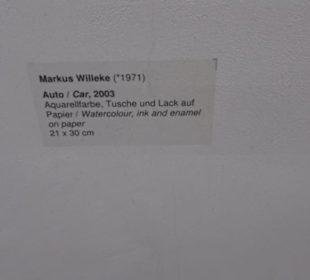 Markus Willeke (*1971)
Auto / Car, 2003
Aquarellfarbe, Tusche und Lack auf
Papier / Watercolour, ink and enamel
on paper
21 x 30 cm